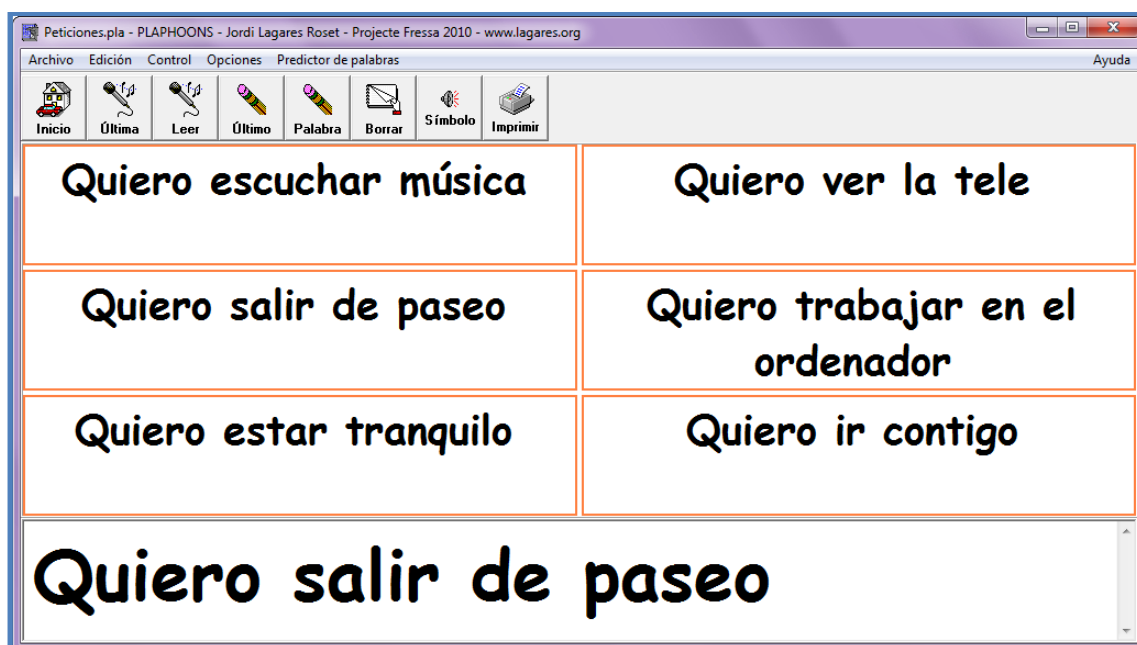 Peticiones.pla - PLAPHOONS - Jordi Lagares Roset - Projecte Fressa 2010 - www.lagares.org
Archivo Edición Control Opciones Predictor de palabras Ayuda
Inicio Última Leer Último Palabra Borrar Símbolo Imprimir
Quiero escuchar música Quiero ver la tele
Quiero salir de paseo Quiero trabajar en el
ordenador
Quiero estar tranquilo Quiero ir contigo
Quiero salir de paseo